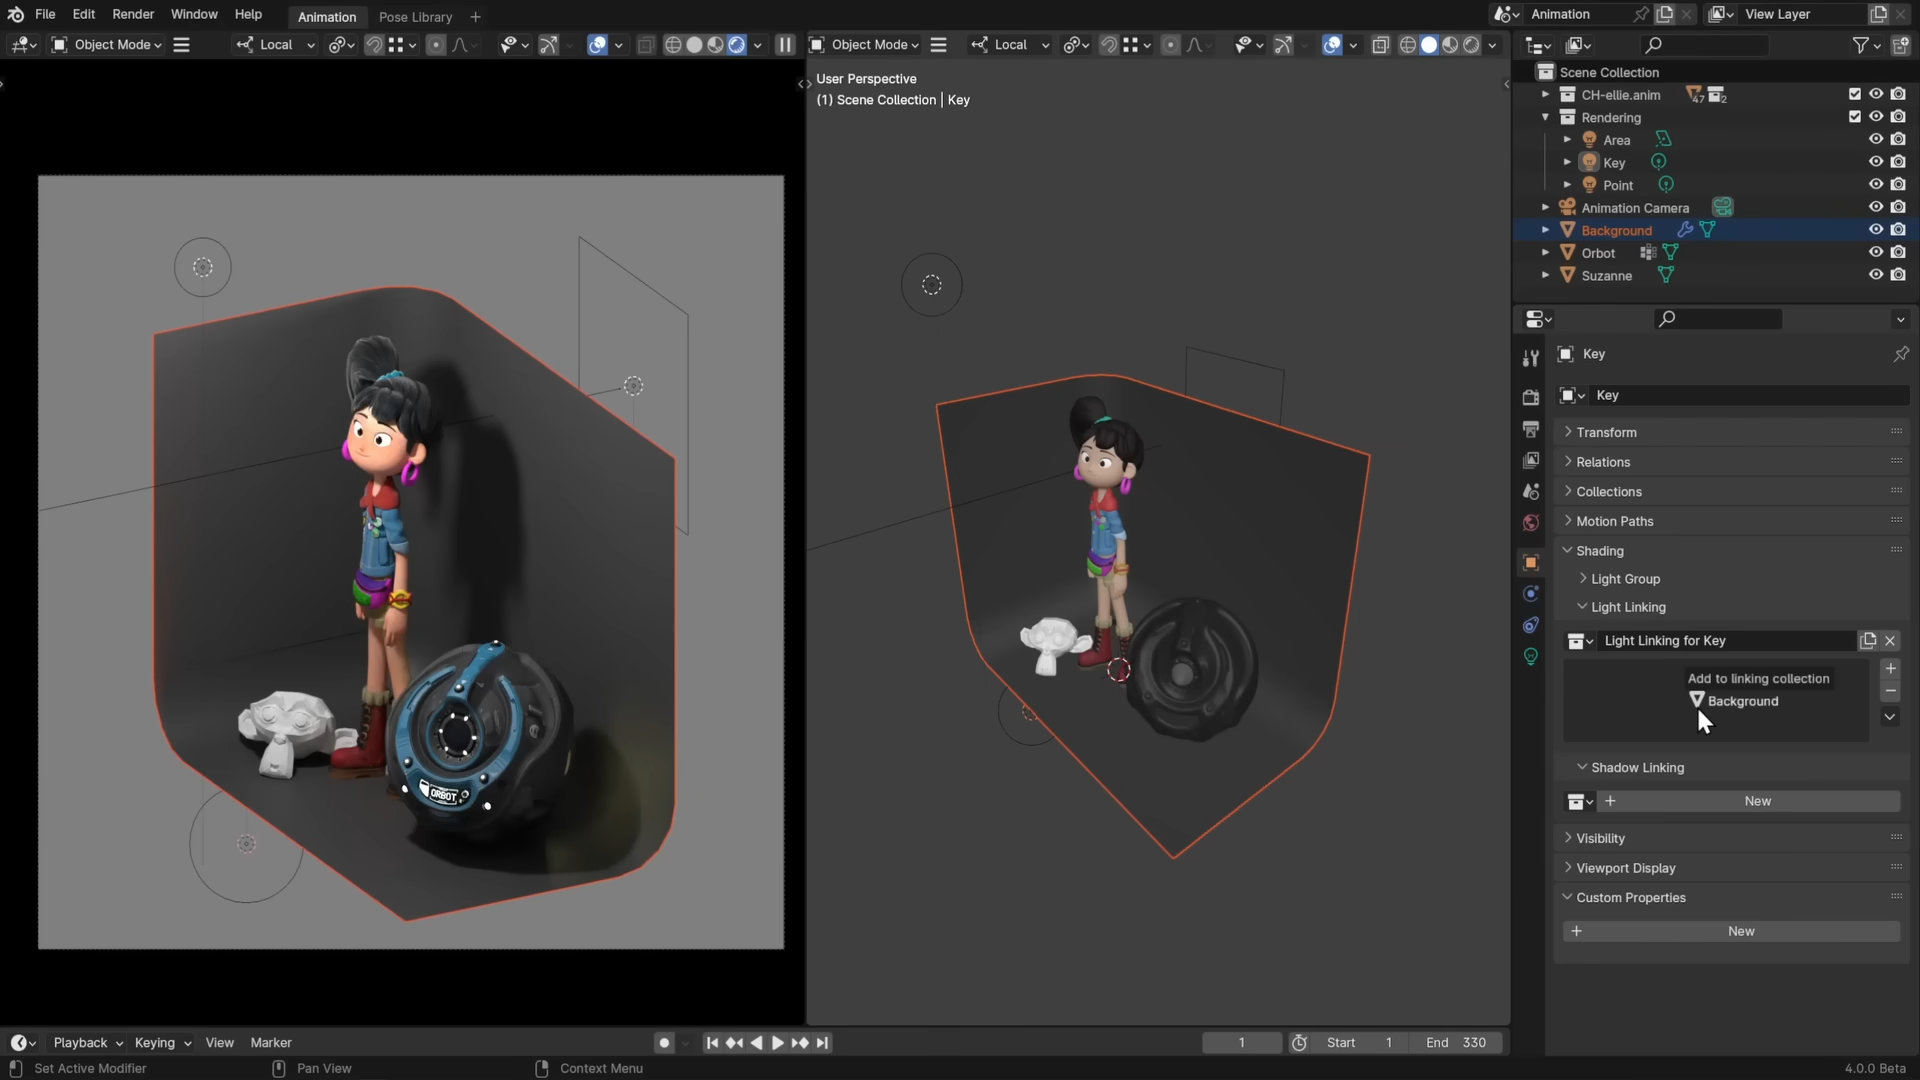 File Edit Render Window Help Animation Pose Library +
Animation View Layer
Object Mode Local
Object Mode Local
User Perspective
(1) Scene Collection | Key
Scene Collection
CH-ellie.anim 47 2
Rendering
Area
Key
Point
Animation Camera
Background
Orbot
Suzanne
Key
Key
Transform
Relations
Collections
Motion Paths
Shading
Light Group
Light Linking
Light Linking for Key
Add to linking collection
Background
Shadow Linking
New
Visibility
Viewport Display
Custom Properties
New
ORBOT
Playback Keying View Marker 1 Start 1 End 330
Set Active Modifier Pan View Context Menu 4.0.0 Beta